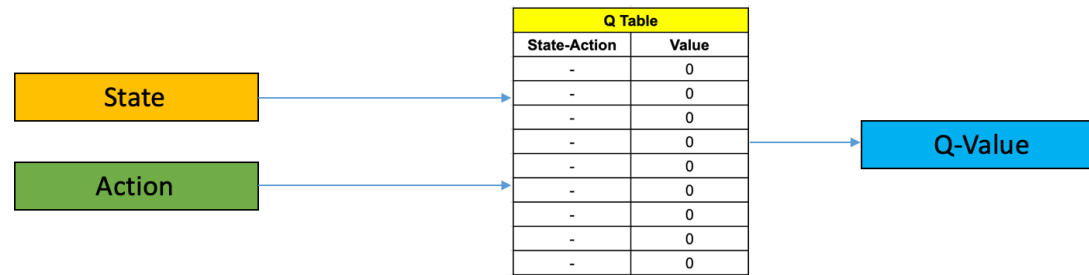 Q Table
State-Action Value
- 0
- 0
- 0
- 0
- 0
- 0
- 0
- 0
- 0
State
Action
Q-Value